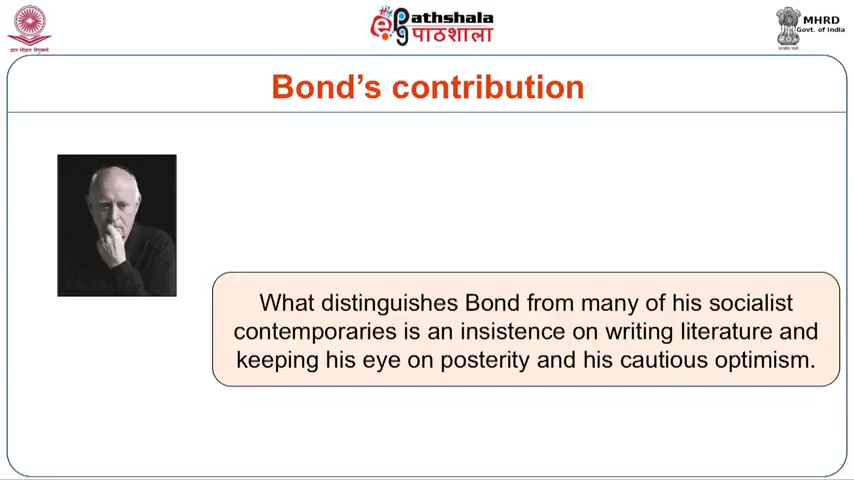 ePathshala
पाठशाला
MHRD
Govt. of India
Bond's contribution
What distinguishes Bond from many of his socialist
contemporaries is an insistence on writing literature and
keeping his eye on posterity and his cautious optimism.